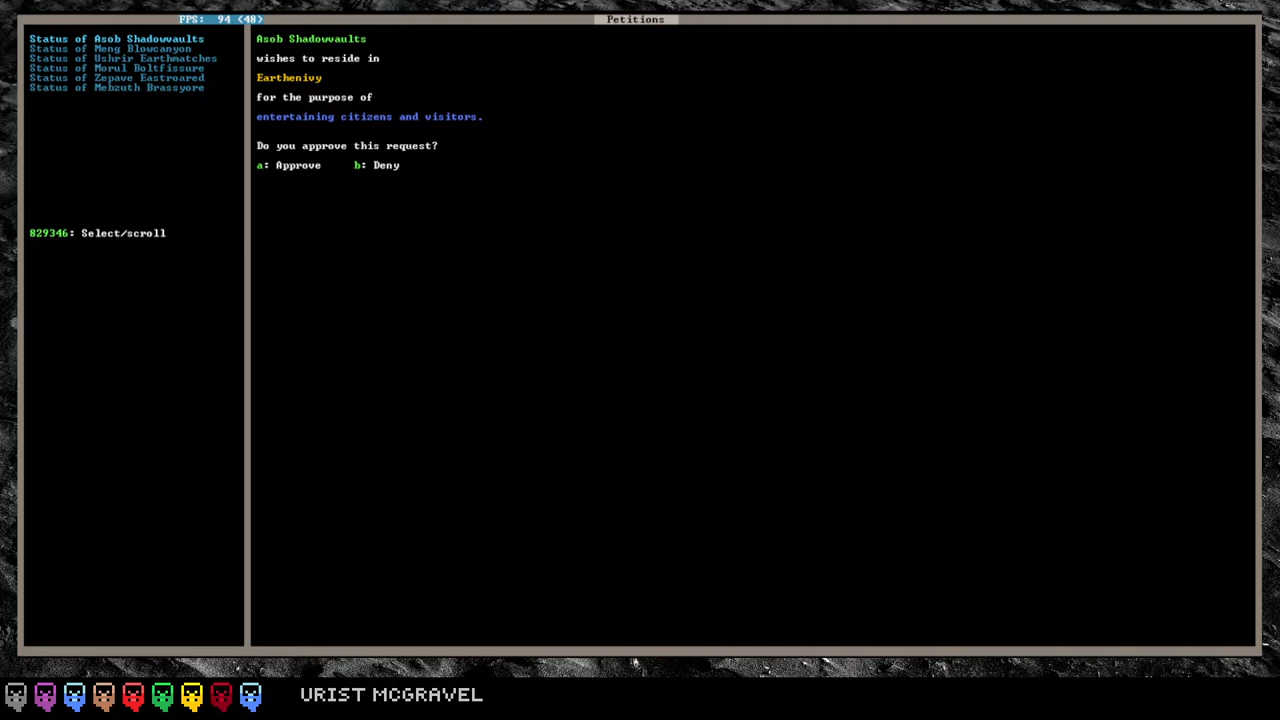 FPS: 94 (48)
Petitions
Status of Asob Shadowvaults
Status of Meng Blowcanyon
Status of Ushrir Earthmatches
Status of Morul Boltfissure
Status of Zepave Eastroared
Status of Mebzuth Brassyore
829346: Select/scroll
Asob Shadowvaults
wishes to reside in
Earthenivy
for the purpose of
entertaining citizens and visitors.
Do you approve this request?
a: Approve b: Deny
URIST MCGRAVEL